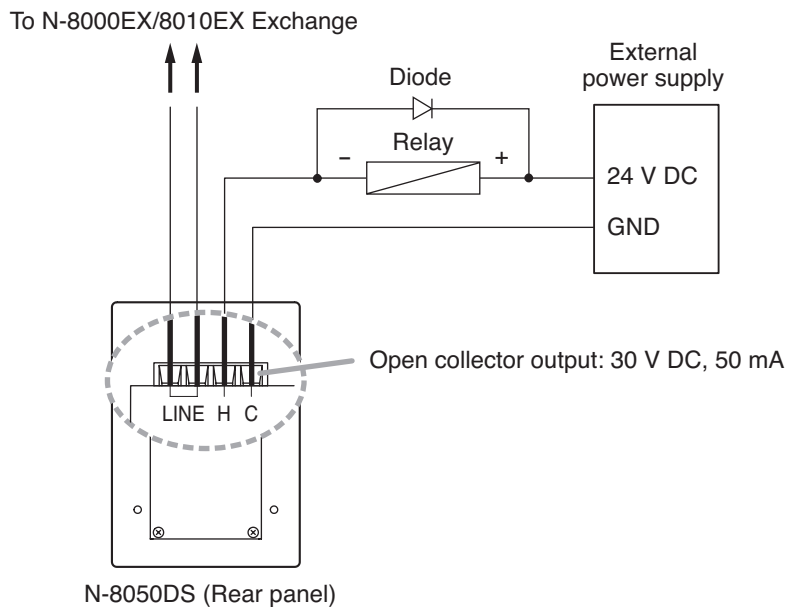 To N-8000EX/8010EX Exchange
External
power supply
Diode
Relay
– +
24 V DC
GND
Open collector output: 30 V DC, 50 mA
LINE H C
N-8050DS (Rear panel)